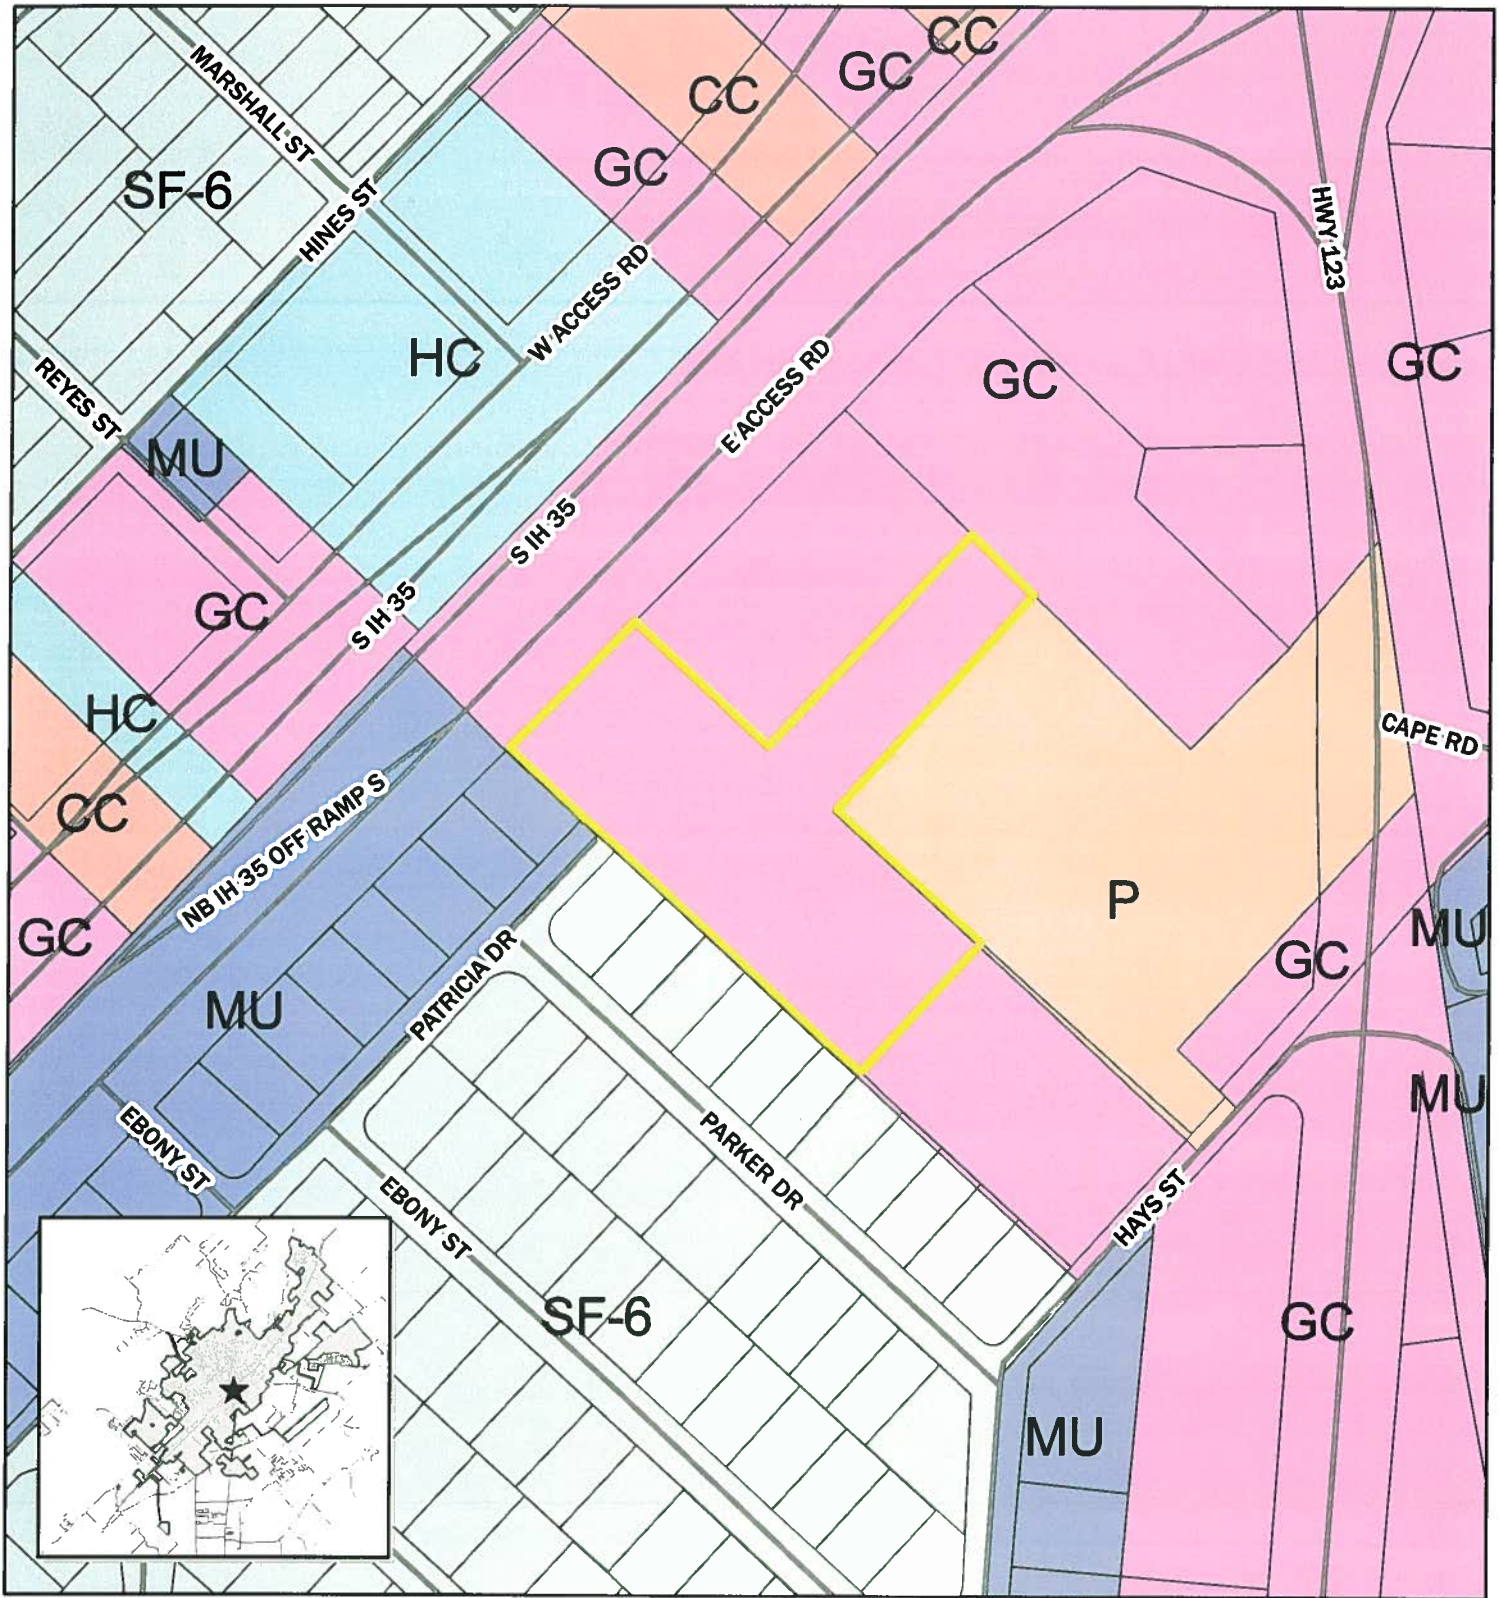 CC
GC
CC
MARSHALL ST
GC
SF-6
HINES ST
HWY 123
W ACCESS RD
HC
GC
GC
REYES ST
E ACCESS RD
MU
S IH 35
GC
S IH 35
HC
CAPE RD
CC
NB IH 35 OFF RAMP S
P
GC
MU
GC
MU
PATRICIA DR
MU
EBONY ST
PARKER DR
EBONY ST
HAYS ST
SF-6
GC
MU